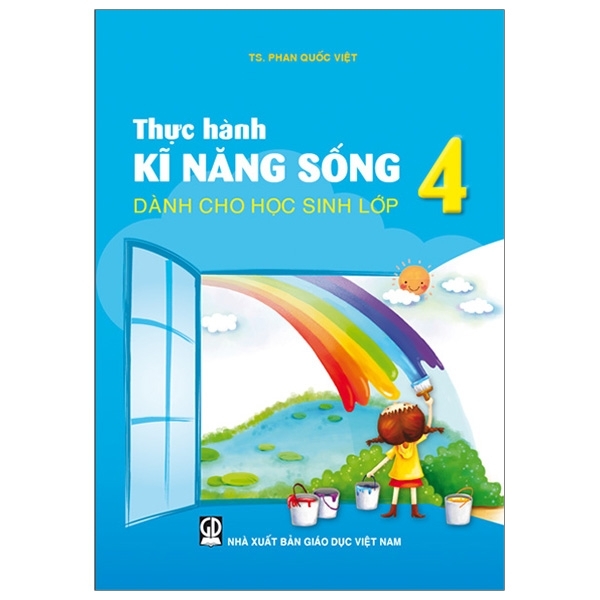 TS. PHAN QUỐC VIỆT
Thực hành
KĨ NĂNG SỐNG
DÀNH CHO HỌC SINH LỚP 4
GD
NHÀ XUẤT BẢN GIÁO DỤC VIỆT NAM